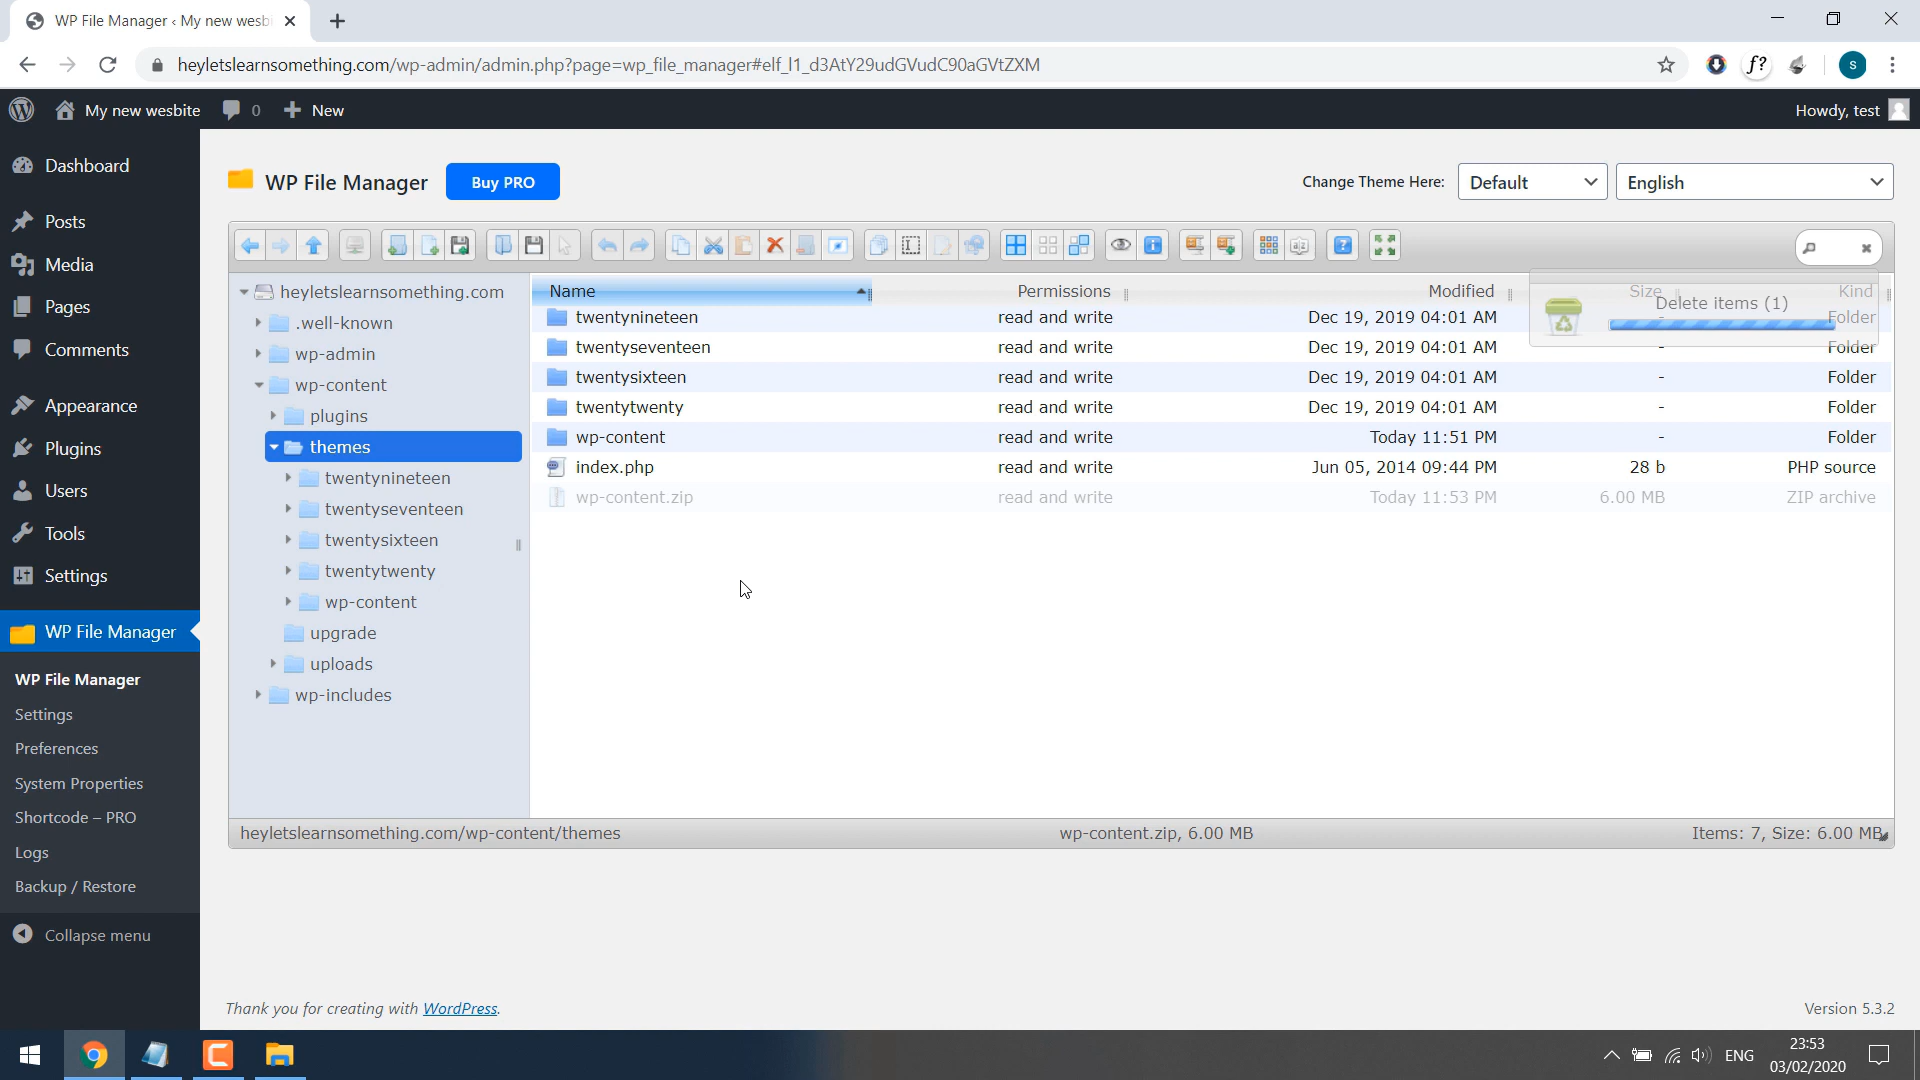 WP File Manager ‹ My new wesbi
heyletslearnsomething.com/wp-admin/admin.php?page=wp_file_manager#elf_l1_d3AtY29udGVudC90aGVtZXM
f?
S
My new wesbite
0
New
Howdy, test
Dashboard
Posts
Media
Pages
Comments
Appearance
Plugins
Users
Tools
Settings
WP File Manager
WP File Manager
Settings
Preferences
System Properties
Shortcode – PRO
Logs
Backup / Restore
Collapse menu
WP File Manager
Buy PRO
Change Theme Here:
Default
English
heyletslearnsomething.com
.well-known
wp-admin
wp-content
plugins
themes
twentynineteen
twentyseventeen
twentysixteen
twentytwenty
wp-content
upgrade
uploads
wp-includes
Name Permissions Modified Size Kind
Delete items (1)
twentynineteen read and write Dec 19, 2019 04:01 AM - Folder
twentyseventeen read and write Dec 19, 2019 04:01 AM - Folder
twentysixteen read and write Dec 19, 2019 04:01 AM - Folder
twentytwenty read and write Dec 19, 2019 04:01 AM - Folder
wp-content read and write Today 11:51 PM - Folder
index.php read and write Jun 05, 2014 09:44 PM 28 b PHP source
wp-content.zip read and write Today 11:53 PM 6.00 MB ZIP archive
heyletslearnsomething.com/wp-content/themes
wp-content.zip, 6.00 MB
Items: 7, Size: 6.00 MB
Thank you for creating with WordPress.
Version 5.3.2
ENG
23:53
03/02/2020